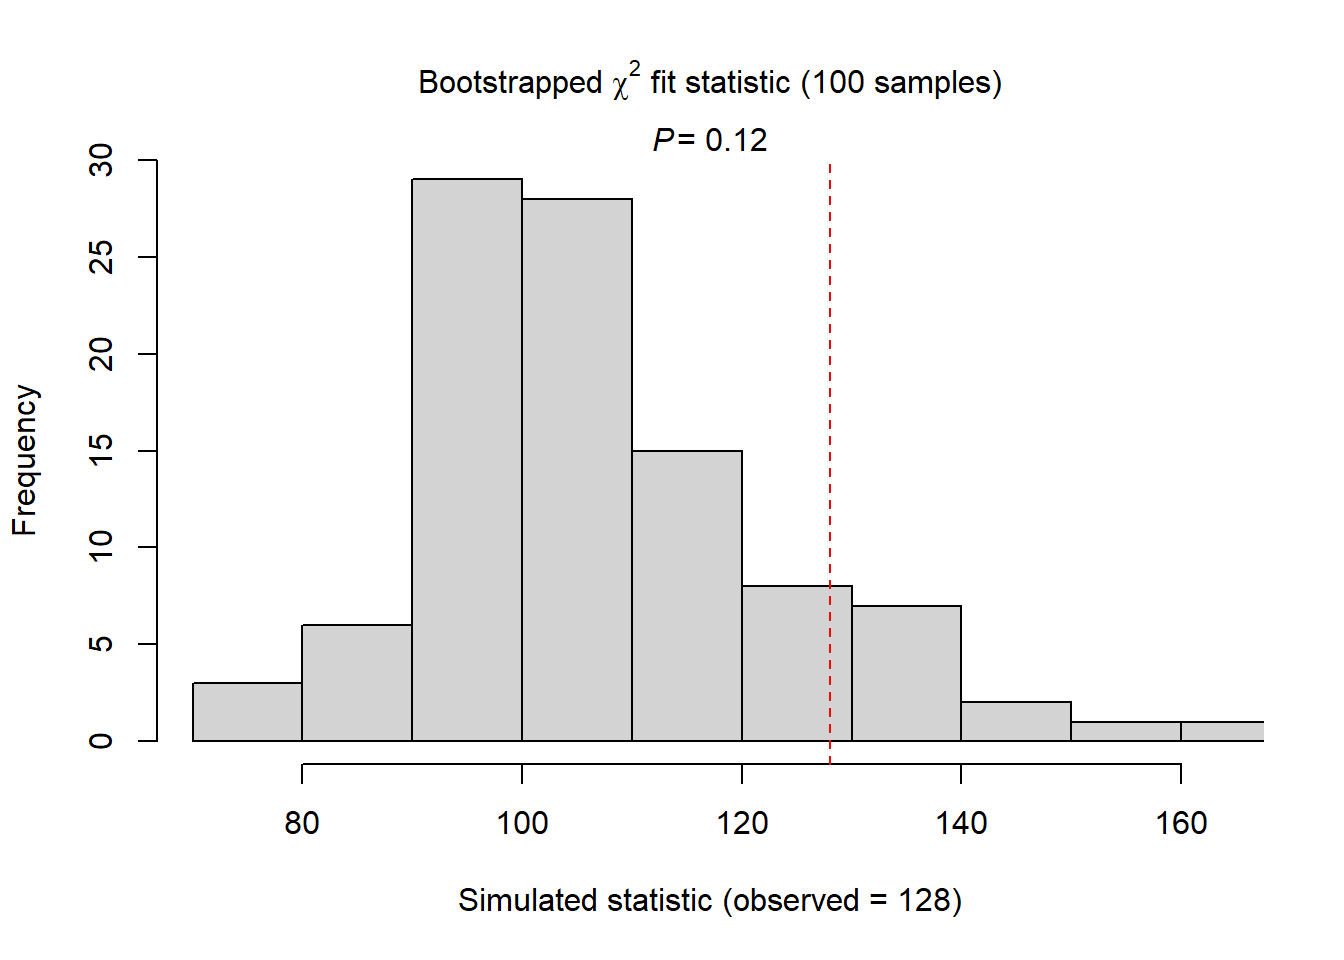 Bootstrapped χ² fit statistic (100 samples)
P = 0.12
30
25
20
15
10
5
0
Frequency
80 100 120 140 160
Simulated statistic (observed = 128)